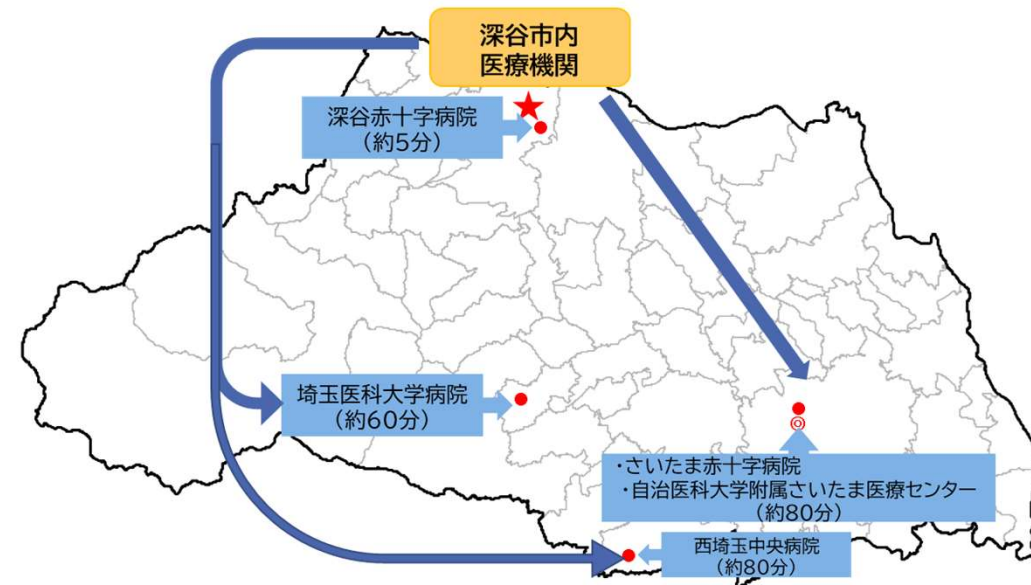 深谷市内
医療機関
深谷赤十字病院
(約5分)
埼玉医科大学病院
(約60分)
・さいたま赤十字病院
・自治医科大学附属さいたま医療センター
(約80分)
西埼玉中央病院
(約80分)